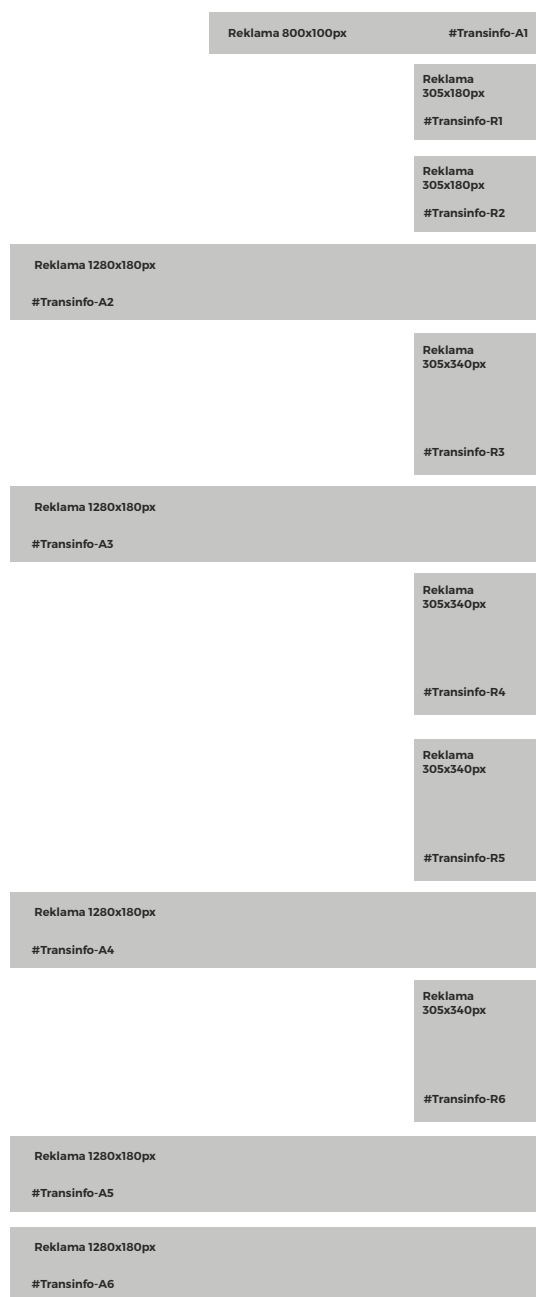 Reklama 800x100px #Transinfo-A1
Reklama
305x180px
#Transinfo-R1
Reklama
305x180px
#Transinfo-R2
Reklama 1280x180px
#Transinfo-A2
Reklama
305x340px
#Transinfo-R3
Reklama 1280x180px
#Transinfo-A3
Reklama
305x340px
#Transinfo-R4
Reklama
305x340px
#Transinfo-R5
Reklama 1280x180px
#Transinfo-A4
Reklama
305x340px
#Transinfo-R6
Reklama 1280x180px
#Transinfo-A5
Reklama 1280x180px
#Transinfo-A6